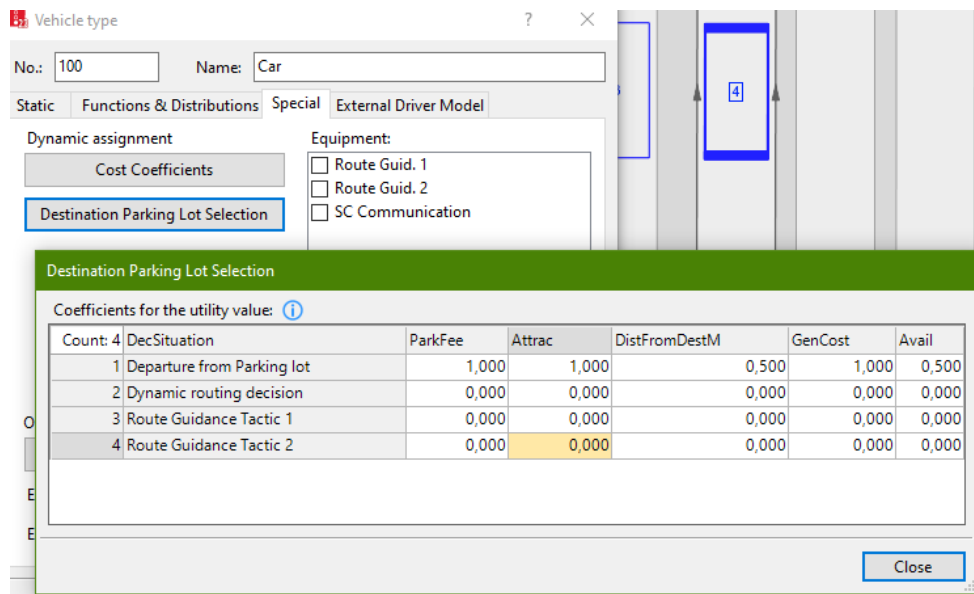 Vehicle type
No.: 100 Name: Car
Static Functions & Distributions Special External Driver Model
Dynamic assignment Equipment:
Cost Coefficients
Route Guid. 1
Route Guid. 2
Destination Parking Lot Selection
SC Communication
4
Destination Parking Lot Selection
Coefficients for the utility value:
Count: 4 DecSituation ParkFee Attrac DistFromDestM GenCost Avail
1 Departure from Parking lot 1,000 1,000 0,500 1,000 0,500
2 Dynamic routing decision 0,000 0,000 0,000 0,000 0,000
3 Route Guidance Tactic 1 0,000 0,000 0,000 0,000 0,000
4 Route Guidance Tactic 2 0,000 0,000 0,000 0,000 0,000
Close